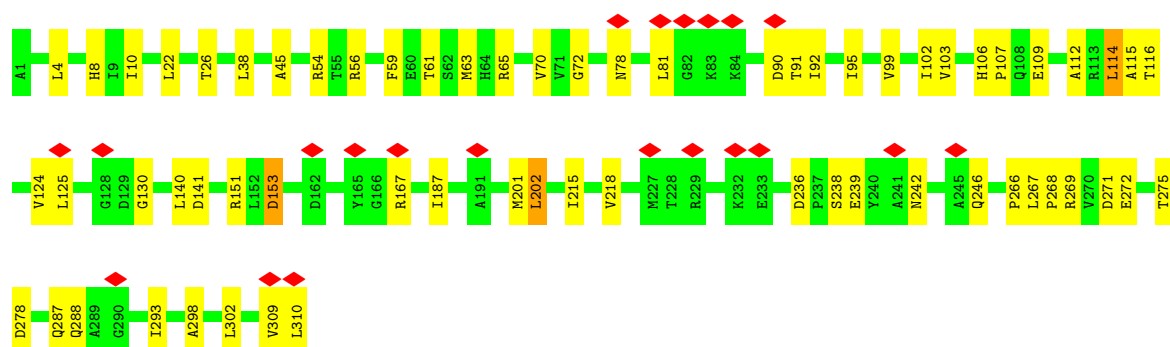 A1 L4 H8 I9 I10 L22 T26 L38 A45 R54 T55 R56 F59 E60 T61 S62 M63 H64 R65 V70 V71 G72 N78 L81 G82 K83 K84 D90 T91 I92 I95 V99 I102 V103 H106 P107 Q108 E109 A112 R113 L114 A115 T116
V124 L125 G128 D129 G130 L140 D141 R151 L152 D153 D162 Y165 G166 R167 I187 A191 M201 L202 I215 V218 M227 T228 R229 K232 E233 D236 P237 S238 E239 Y240 A241 N242 A245 Q246 P266 L267 P268 R269 V270 D271 E272 T275
D278 Q287 Q288 A289 G290 I293 A298 L302 V309 L310